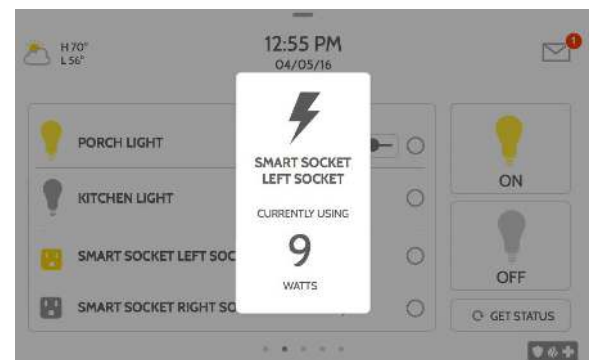 H 70°
L 56°
12:55 PM
04/05/16
1
PORCH LIGHT
KITCHEN LIGHT
SMART SOCKET LEFT SOC
SMART SOCKET RIGHT SO
SMART SOCKET
LEFT SOCKET
CURRENTLY USING
9
WATTS
ON
OFF
GET STATUS